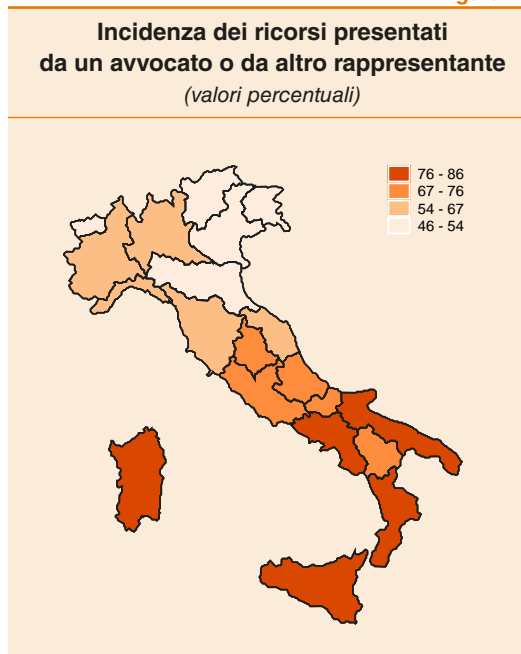 Incidenza dei ricorsi presentati
da un avvocato o da altro rappresentante
(valori percentuali)
76 - 86
67 - 76
54 - 67
46 - 54